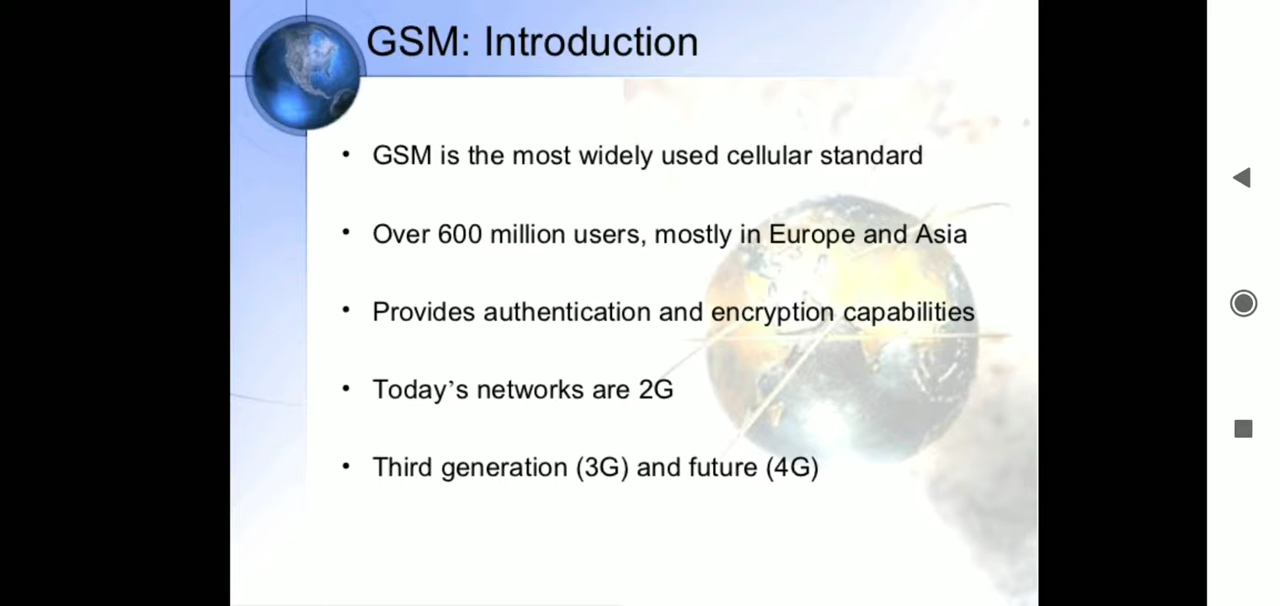 GSM: Introduction
• GSM is the most widely used cellular standard
• Over 600 million users, mostly in Europe and Asia
• Provides authentication and encryption capabilities
• Today’s networks are 2G
• Third generation (3G) and future (4G)